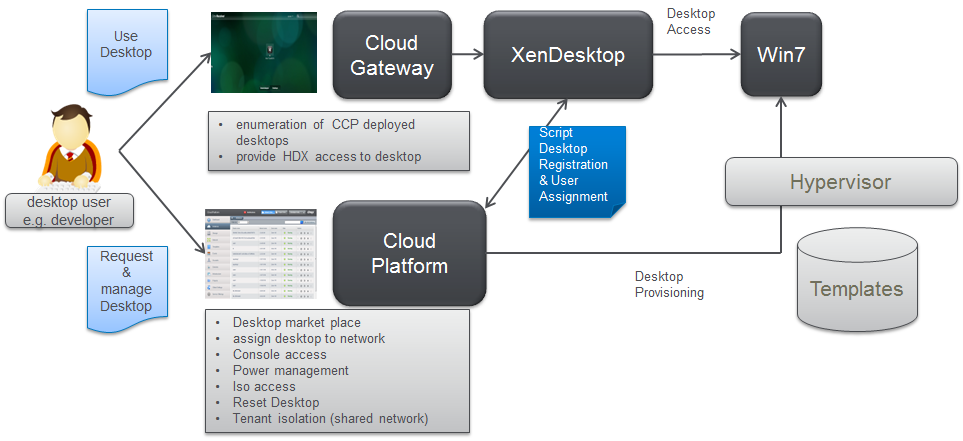 Use
Desktop
Cloud
Gateway
XenDesktop
Desktop
Access
Win7
• enumeration of CCP deployed
desktops
• provide HDX access to desktop
Script
Desktop
Registration
& User
Assignment
desktop user
e.g. developer
Hypervisor
Request
&
manage
Desktop
Cloud
Platform
Desktop
Provisioning
Templates
• Desktop market place
• assign desktop to network
• Console access
• Power management
• Iso access
• Reset Desktop
• Tenant isolation (shared network)